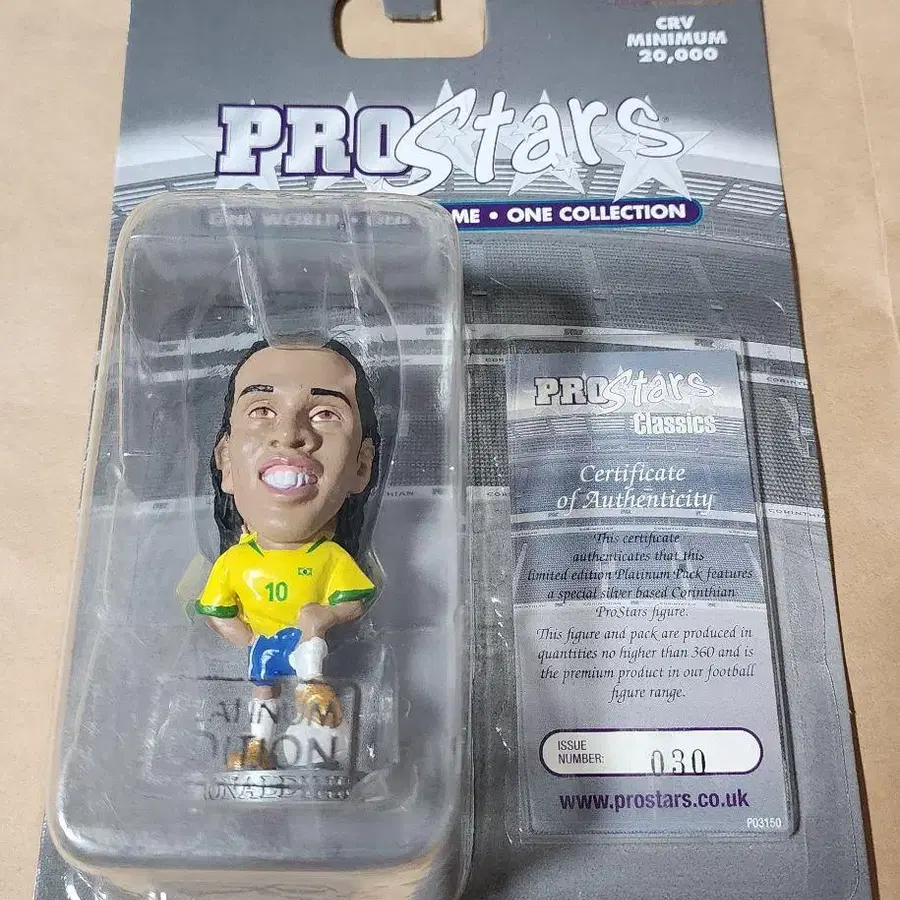 CRV
MINIMUM
20,000
PROStars
ME • ONE COLLECTION
PROStars
Classics
Certificate
of Authenticity
This certificate
authenticates that this
limited edition Platinum Pack features
a special silver based Corinthian
ProStars figure.
This figure and pack are produced in
quantities no higher than 360 and is
the premium product in our football
figure range.
ISSUE
NUMBER: 030
www.prostars.co.uk
P03150
10
CORINTHIAN